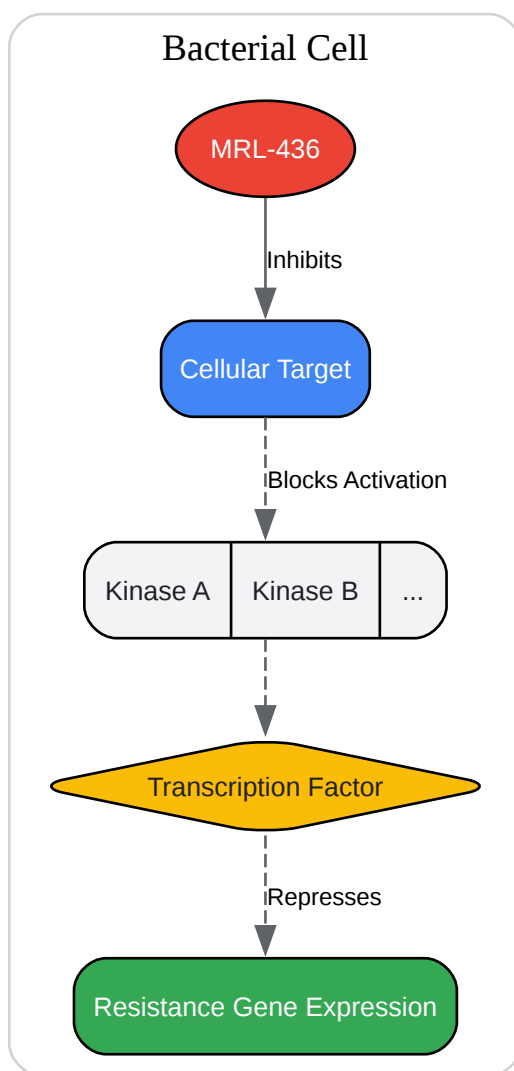 Bacterial Cell
MRL-436
Inhibits
Cellular Target
Blocks Activation
Kinase A
Kinase B
...
Transcription Factor
Represses
Resistance Gene Expression